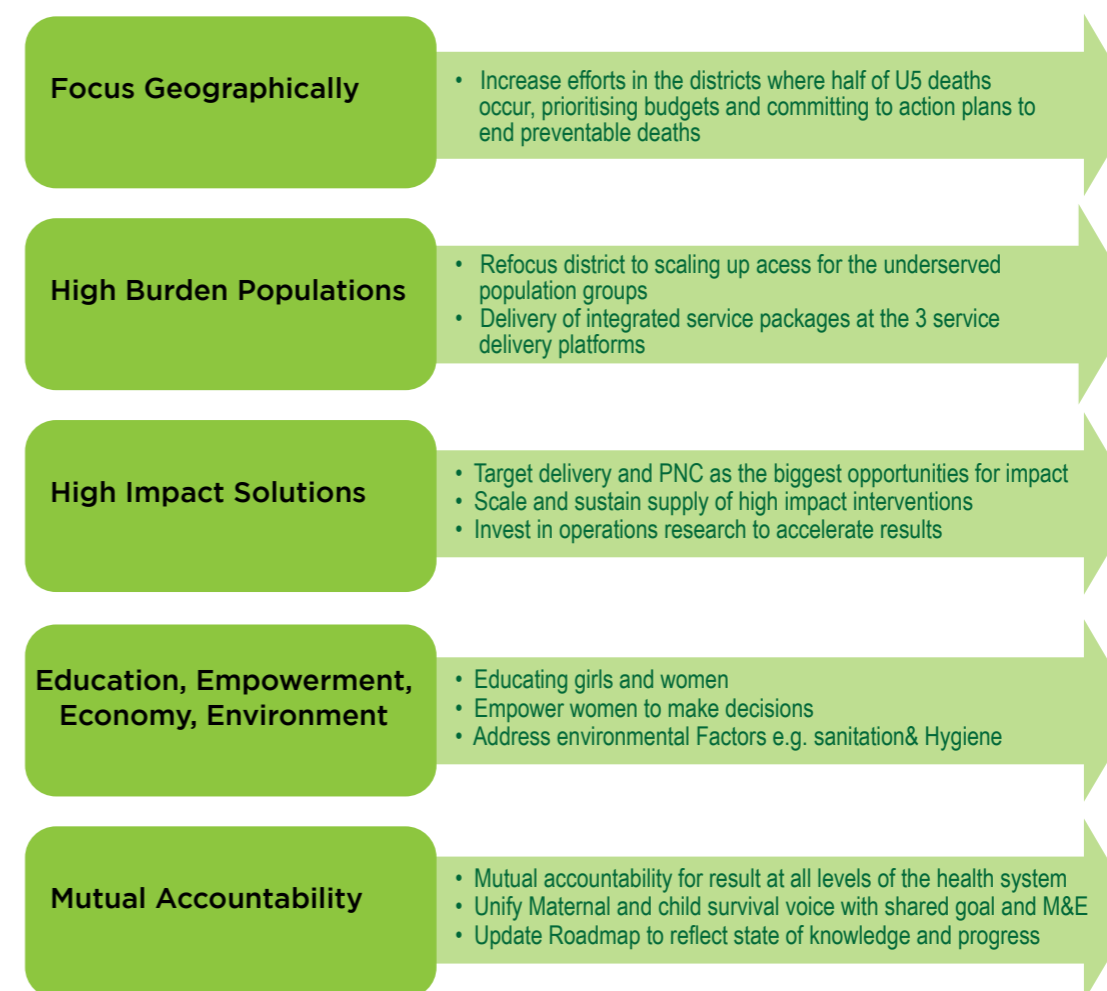 Focus Geographically
• Increase efforts in the districts where half of U5 deaths
occur, prioritising budgets and committing to action plans to
end preventable deaths
High Burden Populations
• Refocus district to scaling up acess for the underserved
population groups
• Delivery of integrated service packages at the 3 service
delivery platforms
High Impact Solutions
• Target delivery and PNC as the biggest opportunities for impact
• Scale and sustain supply of high impact interventions
• Invest in operations research to accelerate results
Education, Empowerment,
Economy, Environment
• Educating girls and women
• Empower women to make decisions
• Address environmental Factors e.g. sanitation& Hygiene
Mutual Accountability
• Mutual accountability for result at all levels of the health system
• Unify Maternal and child survival voice with shared goal and M&E
• Update Roadmap to reflect state of knowledge and progress